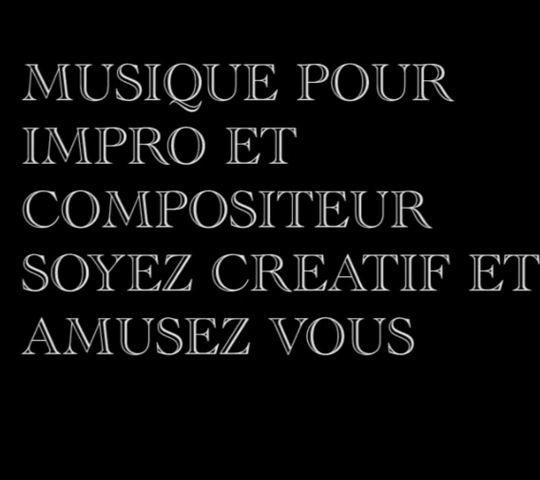 MUSIQUE POUR
IMPRO ET
COMPOSITEUR
SOYEZ CREATIF ET
AMUSEZ VOUS